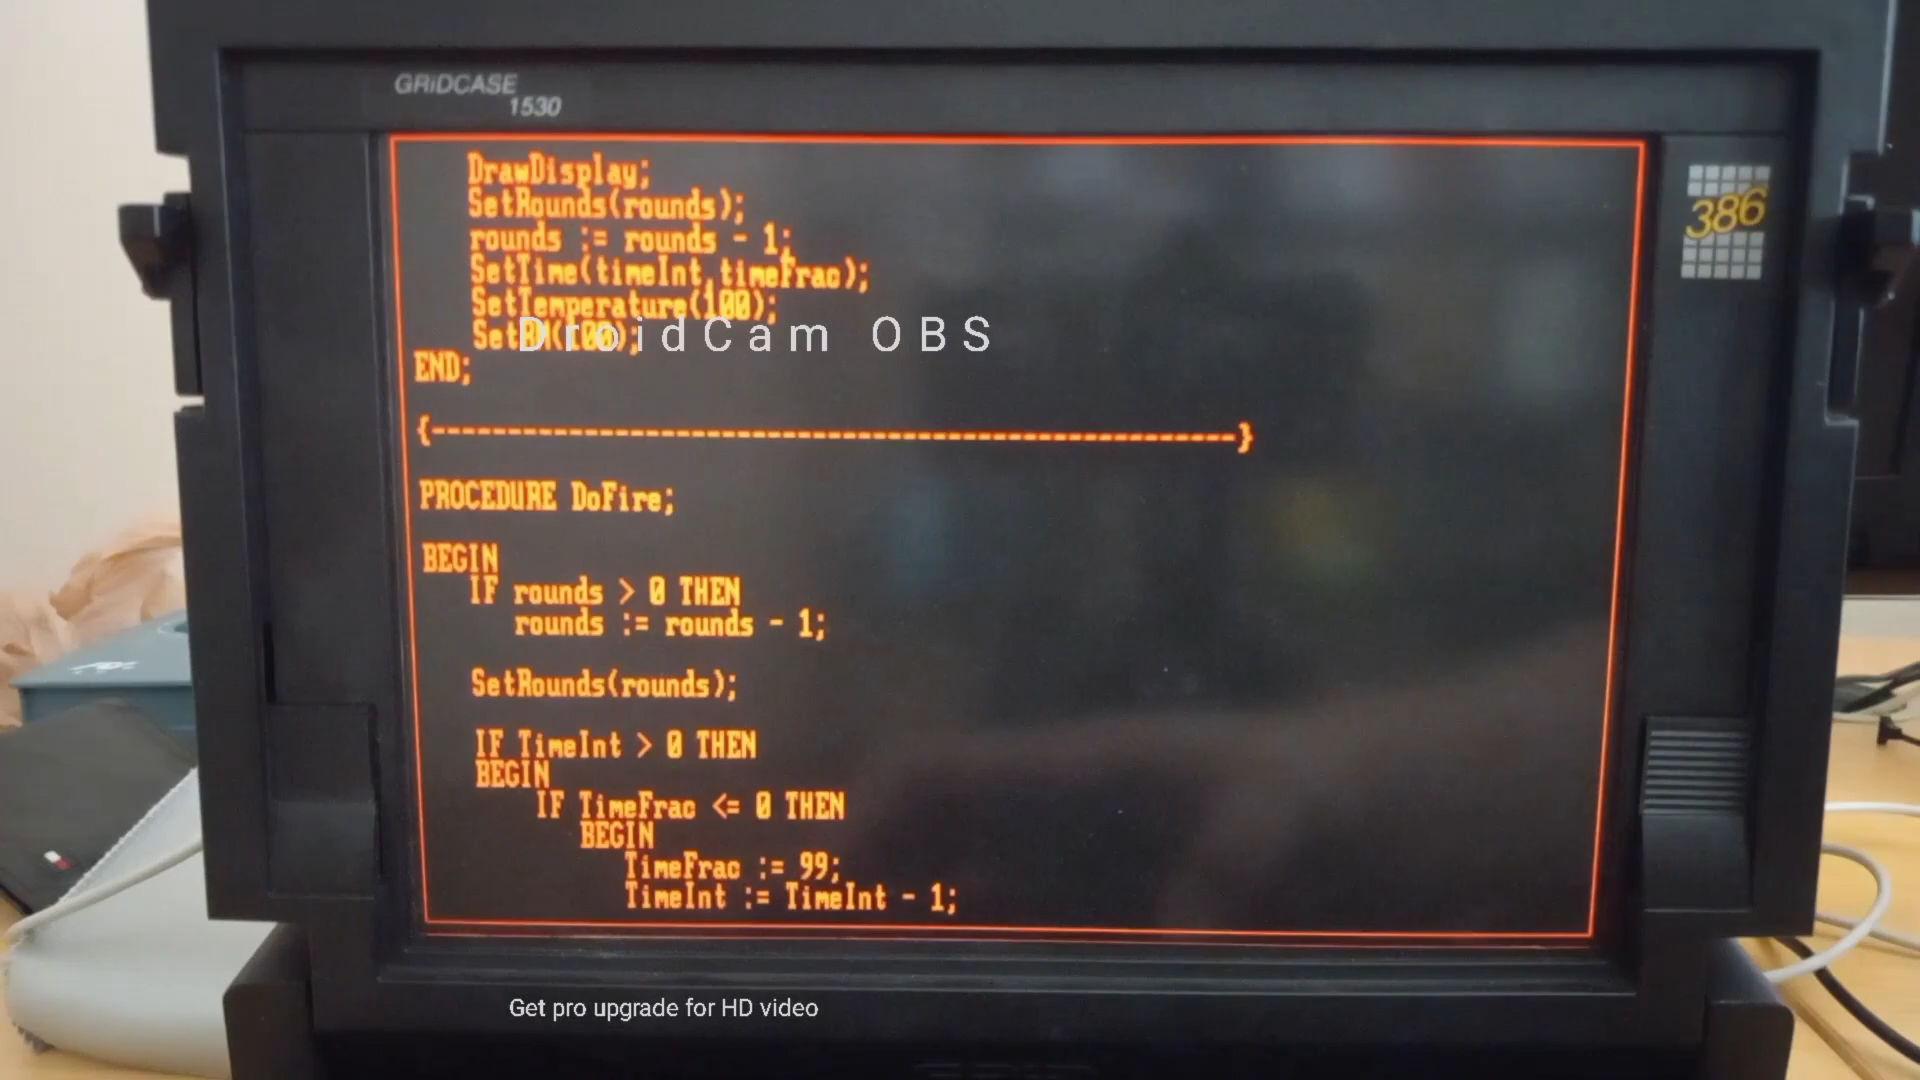 GRiDCASE
1530
386
DrawDisplay;
SetRounds(rounds);
rounds := rounds - 1;
SetTime(timeInt,timeFrac);
SetTemperature(100);
SetRM(100);
DroidCam OBS
END;
{-----------------------------------------------------}
PROCEDURE DoFire;
BEGIN
IF rounds > 0 THEN
rounds := rounds - 1;
SetRounds(rounds);
IF TimeInt > 0 THEN
BEGIN
IF TimeFrac <= 0 THEN
BEGIN
TimeFrac := 99;
TimeInt := TimeInt - 1;
Get pro upgrade for HD video